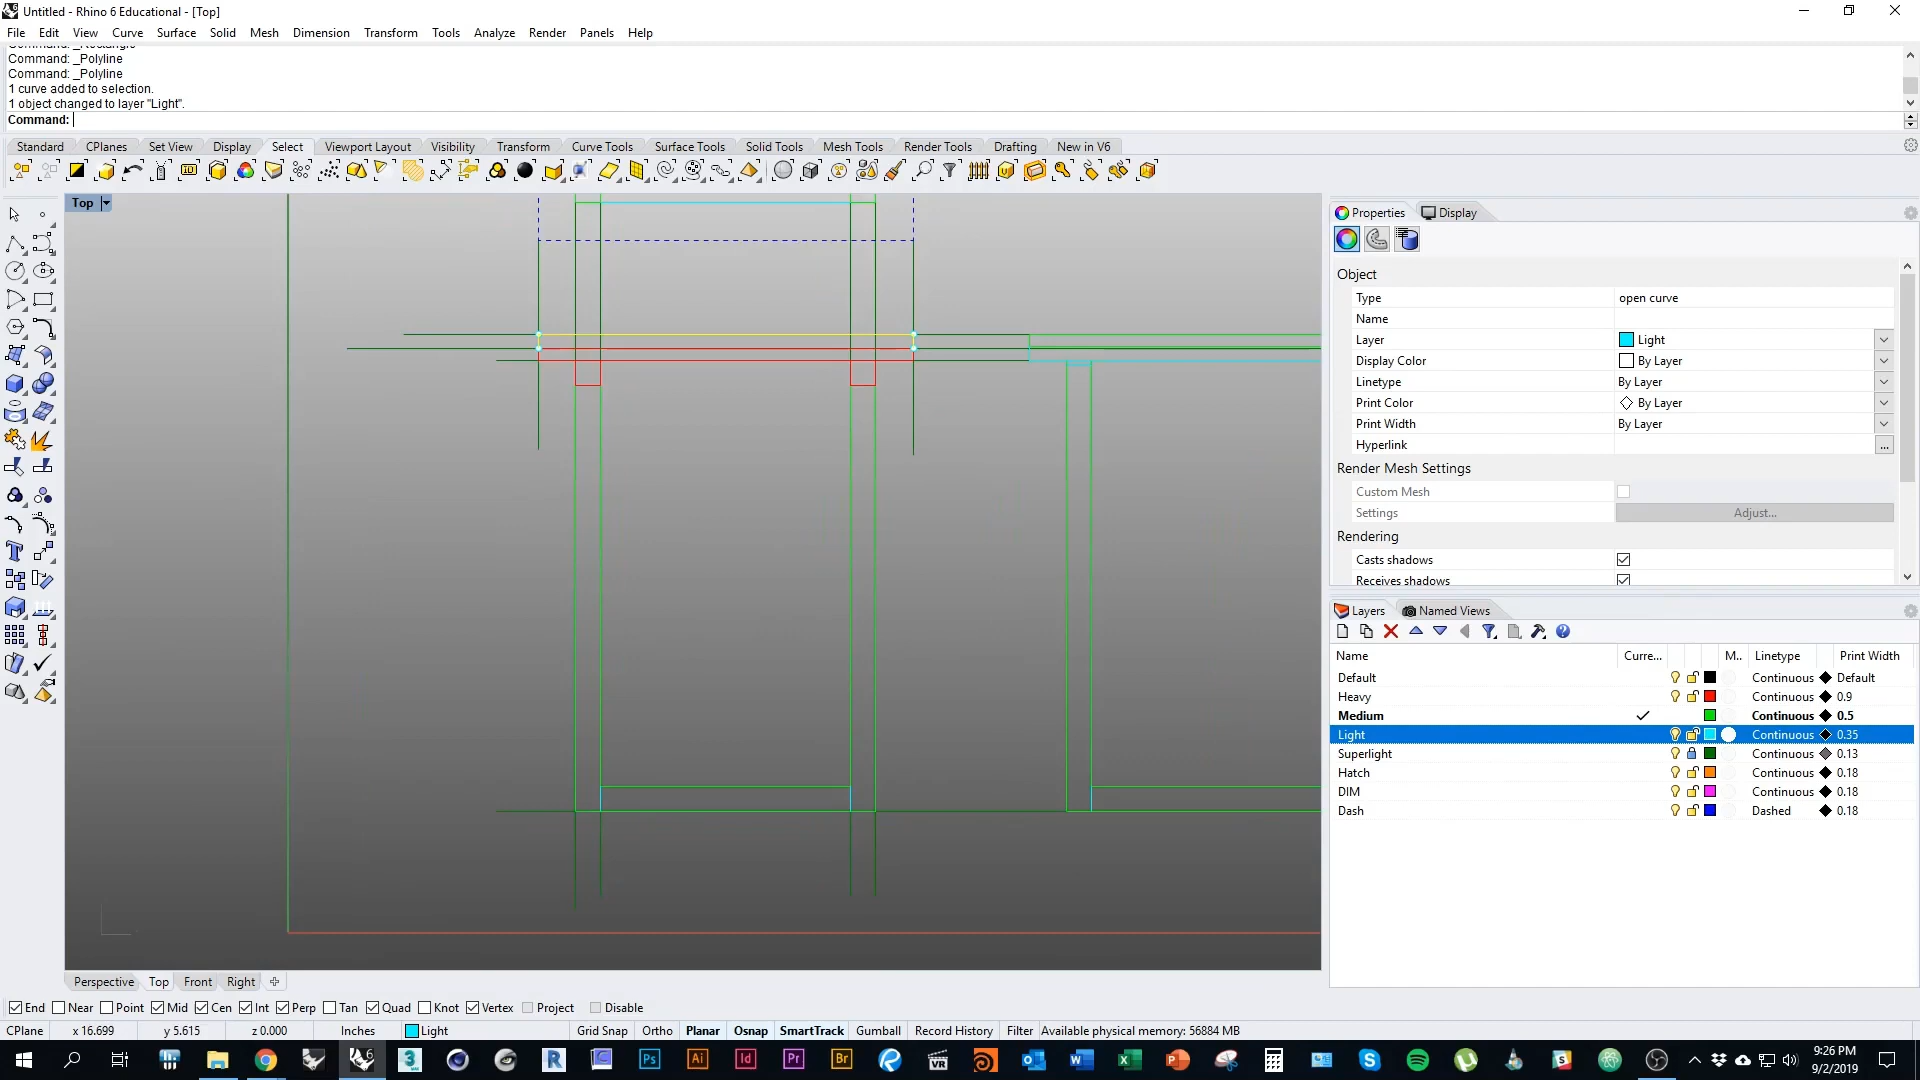 Untitled - Rhino 6 Educational - [Top]
File Edit View Curve Surface Solid Mesh Dimension Transform Tools Analyze Render Panels Help
Command: _Rectangle
Command: _Polyline
Command: _Polyline
1 curve added to selection.
1 object changed to layer "Light".
Command:
Standard CPlanes Set View Display Select Viewport Layout Visibility Transform Curve Tools Surface Tools Solid Tools Mesh Tools Render Tools Drafting New in V6
Top
Properties Display
Object
Type open curve
Name
Layer Light
Display Color By Layer
Linetype By Layer
Print Color By Layer
Print Width By Layer
Hyperlink ...
Render Mesh Settings
Custom Mesh
Settings Adjust...
Rendering
Casts shadows
Receives shadows
Layers Named Views
Name Curre... M.. Linetype Print Width
Default Continuous Default
Heavy Continuous 0.9
Medium Continuous 0.5
Light Continuous 0.35
Superlight Continuous 0.13
Hatch Continuous 0.18
DIM Continuous 0.18
Dash Dashed 0.18
Perspective Top Front Right
End Near Point Mid Cen Int Perp Tan Quad Knot Vertex Project Disable
CPlane x 16.699 y 5.615 z 0.000 Inches Light Grid Snap Ortho Planar Osnap SmartTrack Gumball Record History Filter Available physical memory: 56884 MB
9:26 PM
9/2/2019